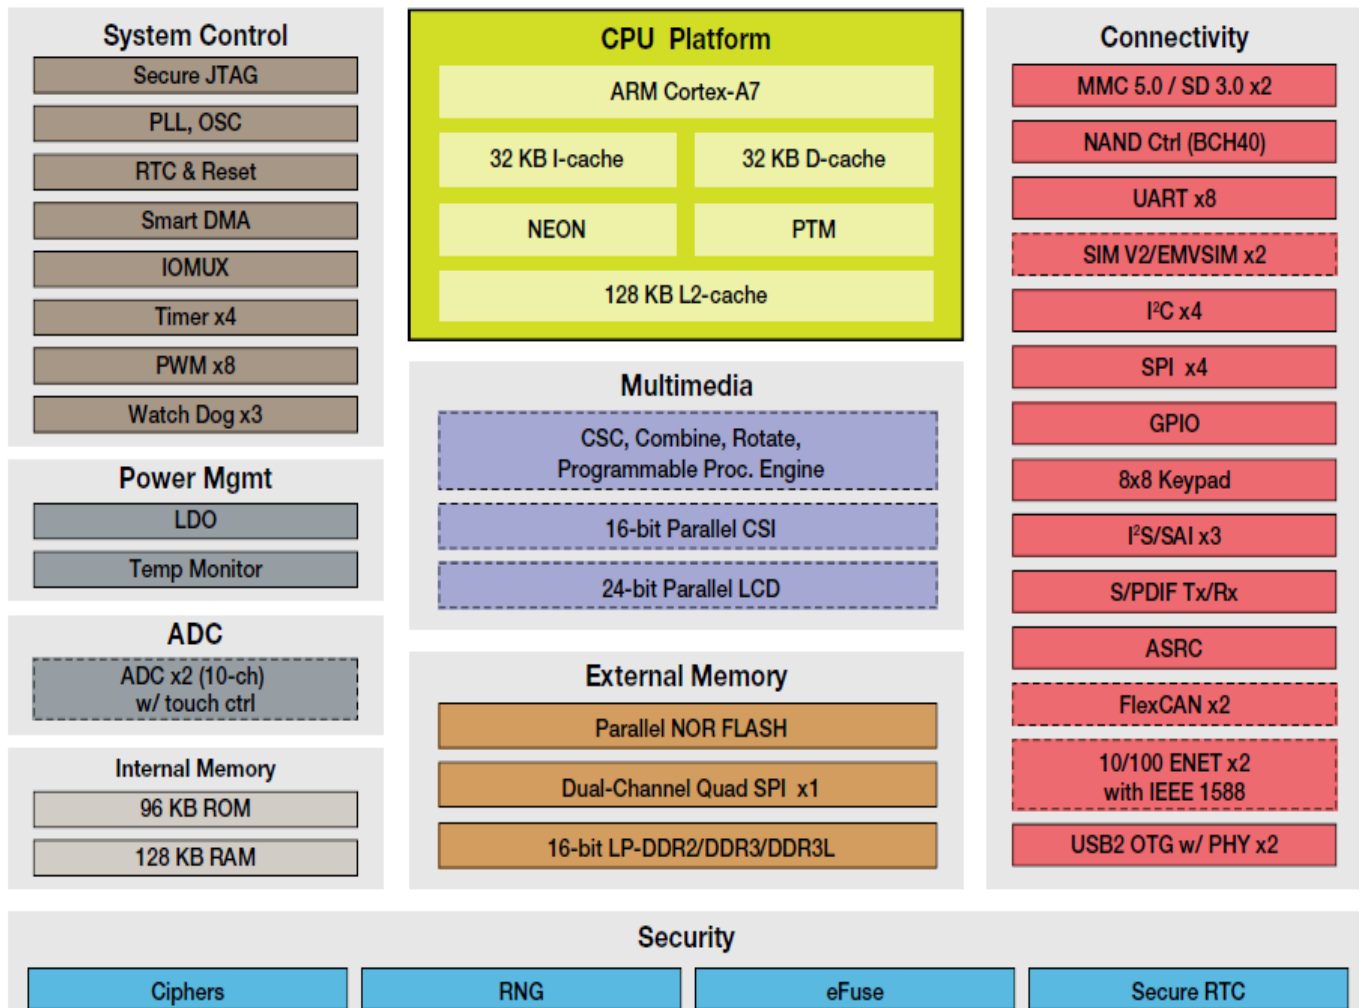 System Control
Secure JTAG
PLL, OSC
RTC & Reset
Smart DMA
IOMUX
Timer x4
PWM x8
Watch Dog x3
Power Mgmt
LDO
Temp Monitor
ADC
ADC x2 (10-ch)
w/ touch ctrl
Internal Memory
96 KB ROM
128 KB RAM
CPU Platform
ARM Cortex-A7
32 KB I-cache
32 KB D-cache
NEON
PTM
128 KB L2-cache
Multimedia
CSC, Combine, Rotate,
Programmable Proc. Engine
16-bit Parallel CSI
24-bit Parallel LCD
External Memory
Parallel NOR FLASH
Dual-Channel Quad SPI x1
16-bit LP-DDR2/DDR3/DDR3L
Connectivity
MMC 5.0 / SD 3.0 x2
NAND Ctrl (BCH40)
UART x8
SIM V2/EMVSIM x2
I²C x4
SPI x4
GPIO
8x8 Keypad
I²S/SAI x3
S/PDIF Tx/Rx
ASRC
FlexCAN x2
10/100 ENET x2
with IEEE 1588
USB2 OTG w/ PHY x2
Security
Ciphers
RNG
eFuse
Secure RTC